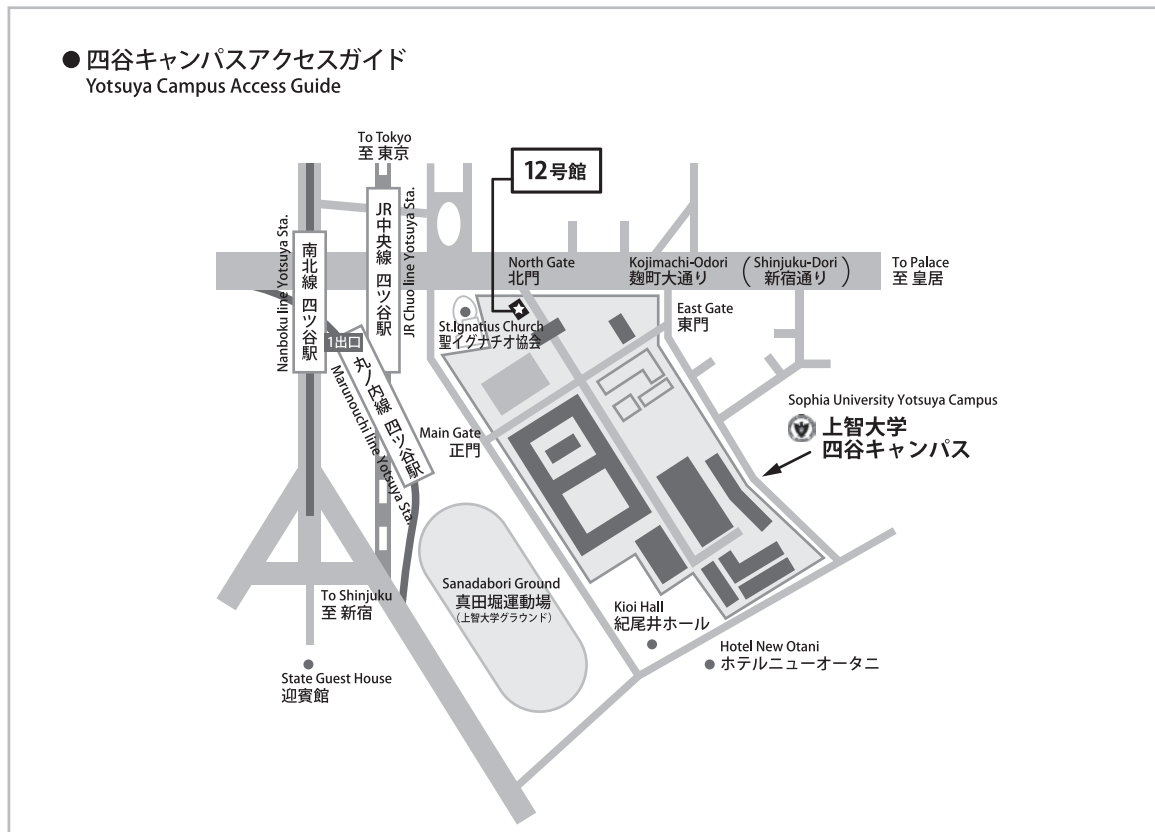 ● 四谷キャンパスアクセスガイド
Yotsuya Campus Access Guide
To Tokyo
至 東京
12号館
Nanboku line Yotsuya Sta.
南北線 四ツ谷駅
JR中央線 四ツ谷駅
JR Chuo line Yotsuya Sta.
North Gate
北門
Kojimachi-Odori
麹町大通り
(Shinjuku-Dori)
(新宿通り)
To Palace
至 皇居
St.Ignatius Church
聖イグナチオ協会
East Gate
東門
1出口
丸ノ内線 四ツ谷駅
Marunouchi line Yotsuya Sta.
Main Gate
正門
Sophia University Yotsuya Campus
上智大学
四谷キャンパス
Sanadabori Ground
真田堀運動場
(上智大学グラウンド)
To Shinjuku
至 新宿
Kioi Hall
紀尾井ホール
Hotel New Otani
ホテルニューオータニ
State Guest House
迎賓館